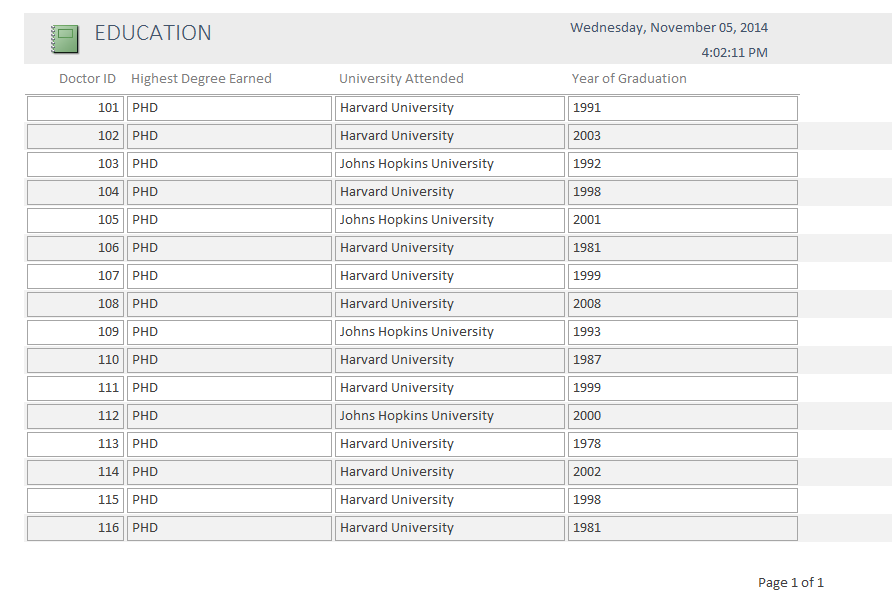 EDUCATION Wednesday, November 05, 2014
4:02:11 PM
Doctor ID Highest Degree Earned University Attended Year of Graduation
101 PHD Harvard University 1991
102 PHD Harvard University 2003
103 PHD Johns Hopkins University 1992
104 PHD Harvard University 1998
105 PHD Johns Hopkins University 2001
106 PHD Harvard University 1981
107 PHD Harvard University 1999
108 PHD Harvard University 2008
109 PHD Johns Hopkins University 1993
110 PHD Harvard University 1987
111 PHD Harvard University 1999
112 PHD Johns Hopkins University 2000
113 PHD Harvard University 1978
114 PHD Harvard University 2002
115 PHD Harvard University 1998
116 PHD Harvard University 1981
Page 1 of 1